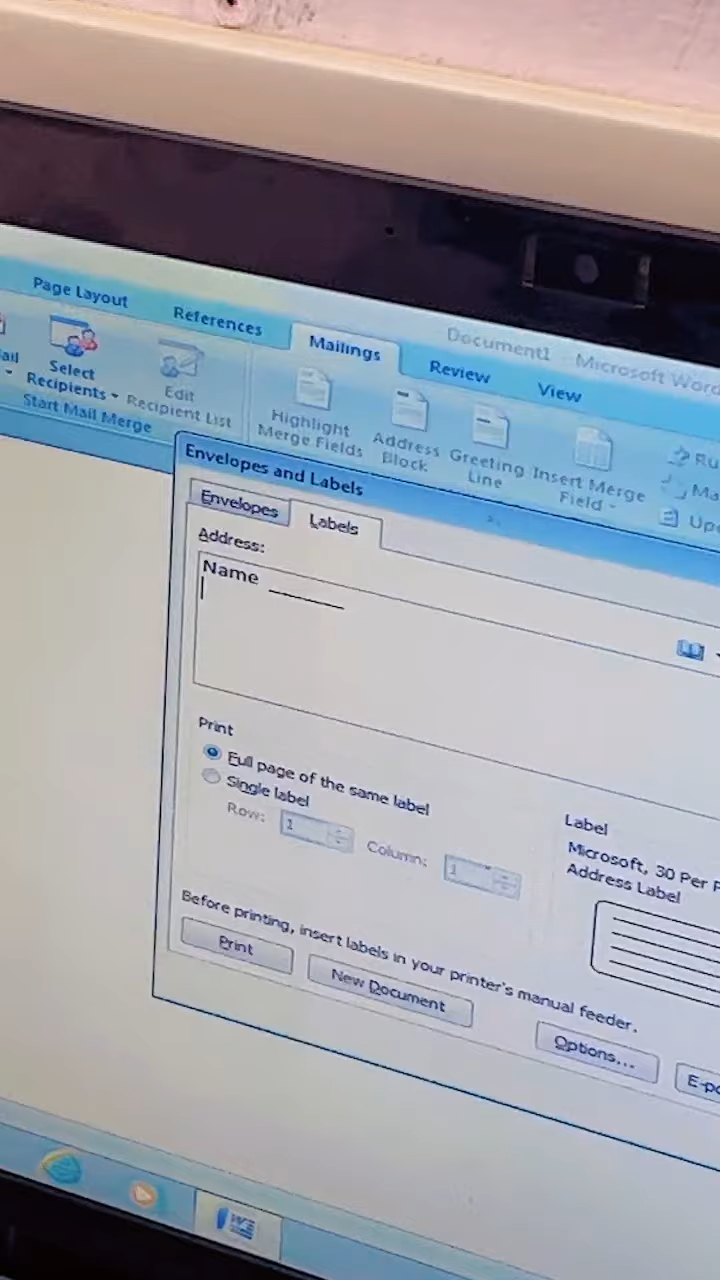 Document1 - Microsoft Word
Page Layout
References
Mailings
Review
View
Select
Recipients
Edit
Recipient List
Start Mail Merge
Highlight
Merge Fields
Address
Block
Greeting
Line
Insert Merge
Field
Envelopes and Labels
Envelopes
Labels
Address:
Name ________
Print
Full page of the same label
Single label
Row: 1 Column: 1
Label
Microsoft, 30 Per
Address Label
Before printing, insert labels in your printer's manual feeder.
Print
New Document
Options...